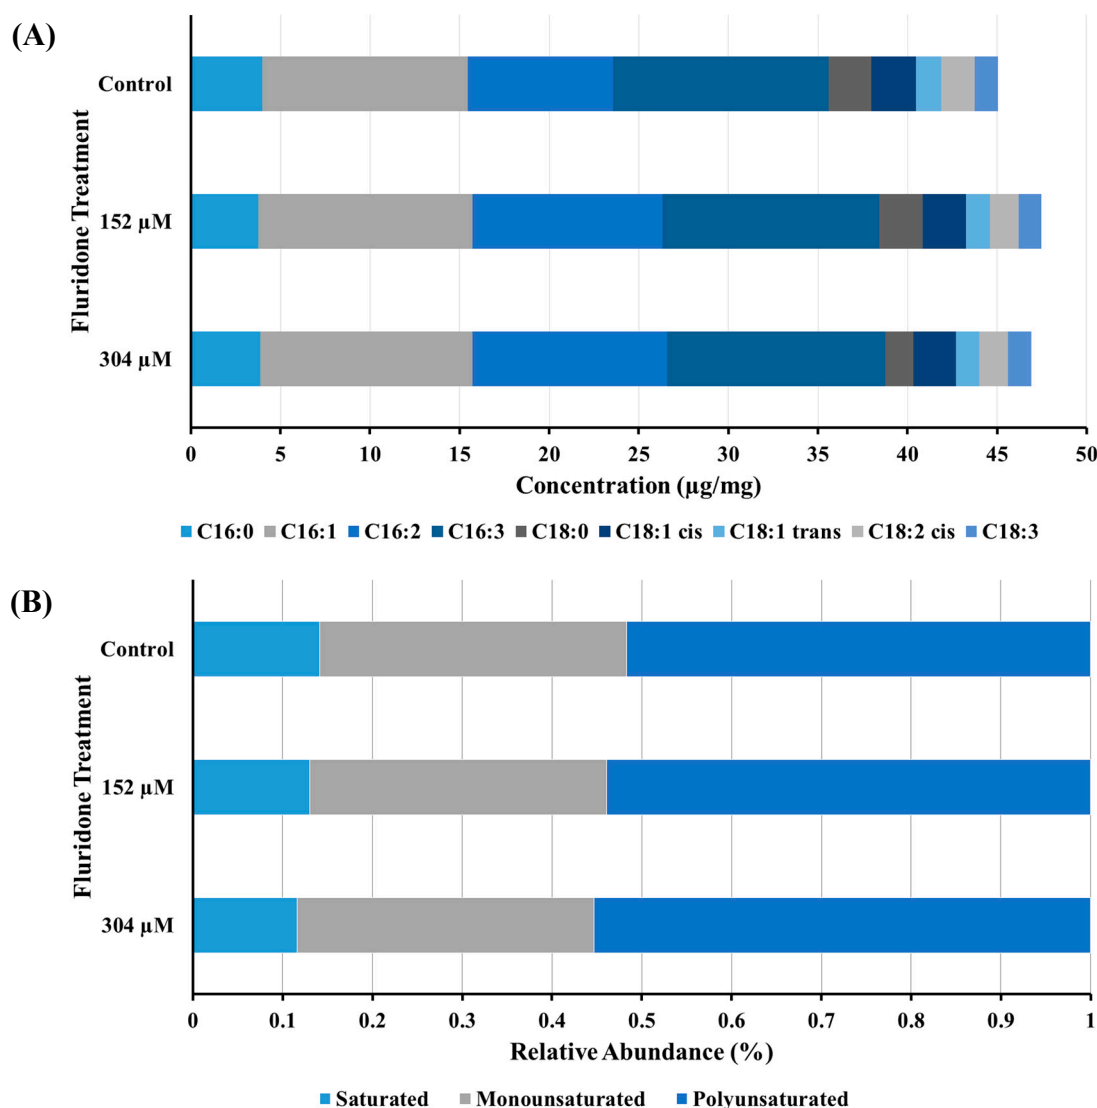 (A)
Fluridone Treatment
Control
152 µM
304 µM
0 5 10 15 20 25 30 35 40 45 50
Concentration (µg/mg)
C16:0 C16:1 C16:2 C16:3 C18:0 C18:1 cis C18:1 trans C18:2 cis C18:3
(B)
Fluridone Treatment
Control
152 µM
304 µM
0 0.1 0.2 0.3 0.4 0.5 0.6 0.7 0.8 0.9 1
Relative Abundance (%)
Saturated Monounsaturated Polyunsaturated